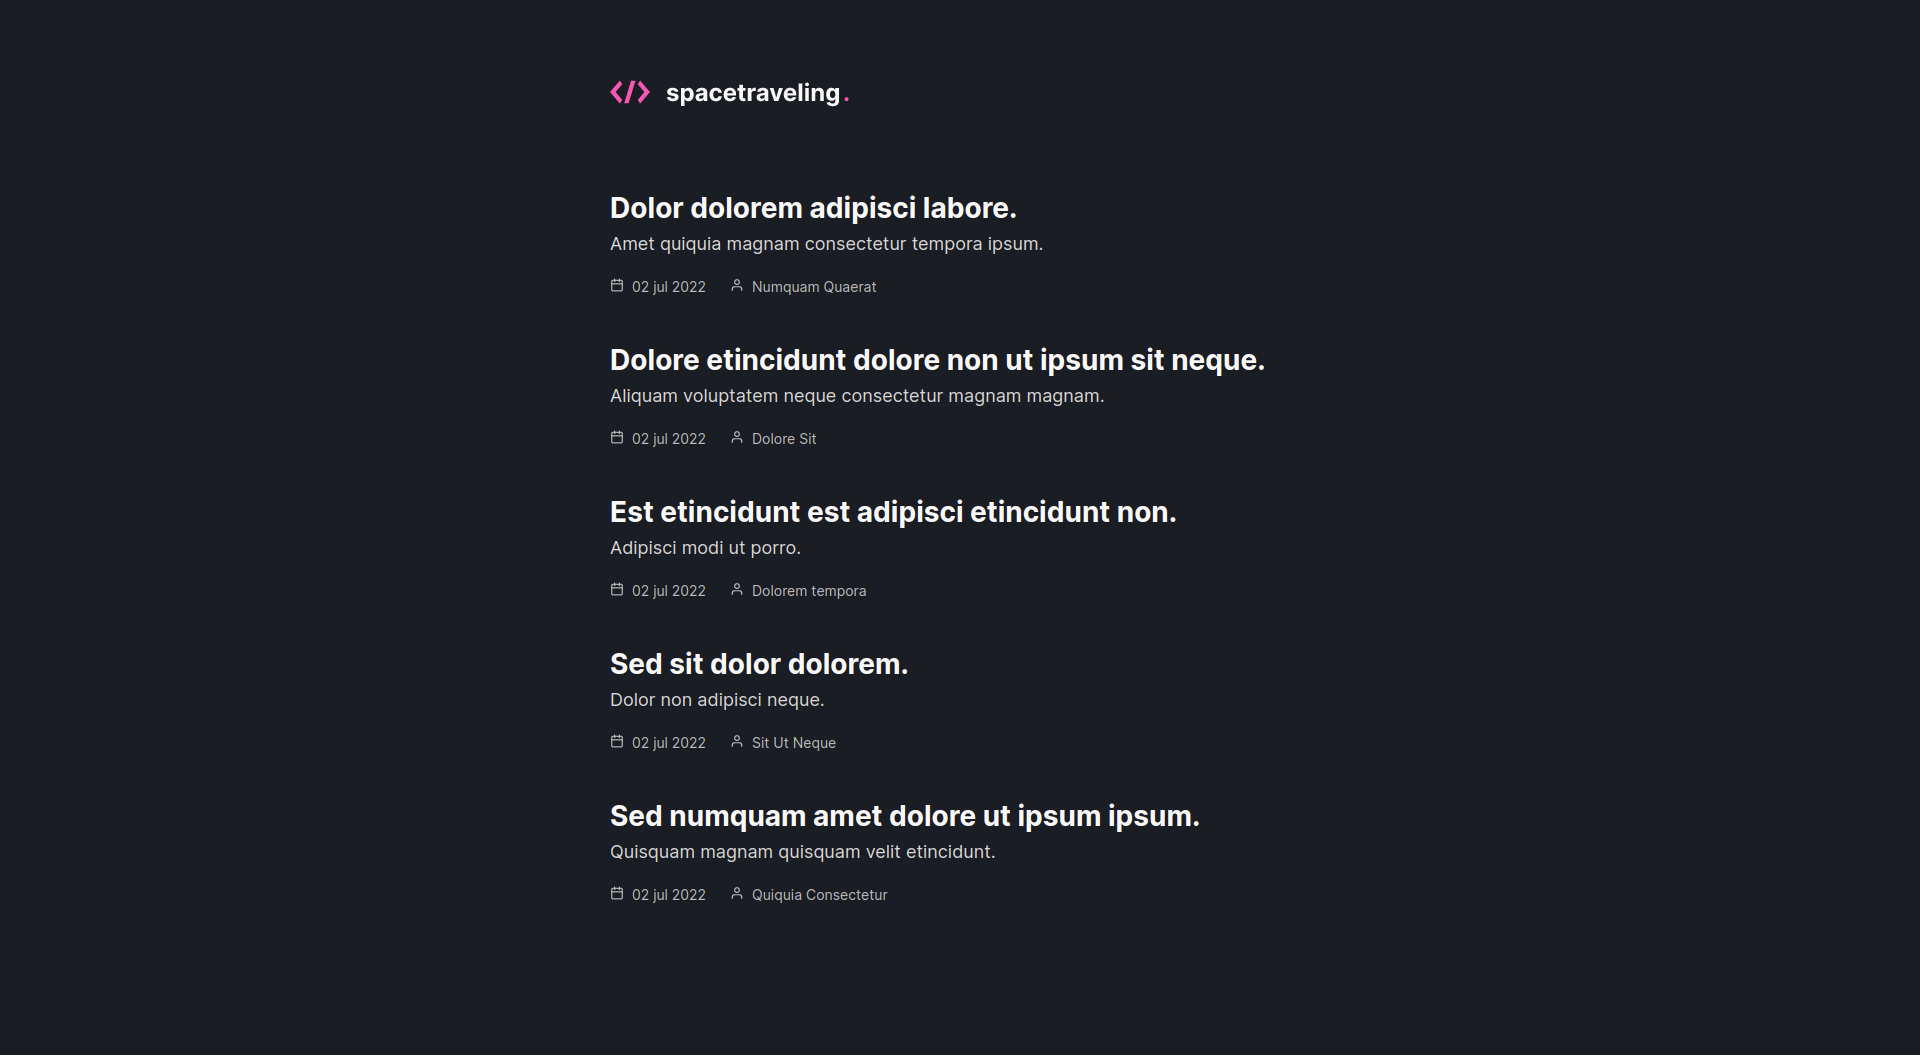 </> spacetraveling.
Dolor dolorem adipisci labore.
Amet quiquia magnam consectetur tempora ipsum.
02 jul 2022 Numquam Quaerat
Dolore etincidunt dolore non ut ipsum sit neque.
Aliquam voluptatem neque consectetur magnam magnam.
02 jul 2022 Dolore Sit
Est etincidunt est adipisci etincidunt non.
Adipisci modi ut porro.
02 jul 2022 Dolorem tempora
Sed sit dolor dolorem.
Dolor non adipisci neque.
02 jul 2022 Sit Ut Neque
Sed numquam amet dolore ut ipsum ipsum.
Quisquam magnam quisquam velit etincidunt.
02 jul 2022 Quiquia Consectetur